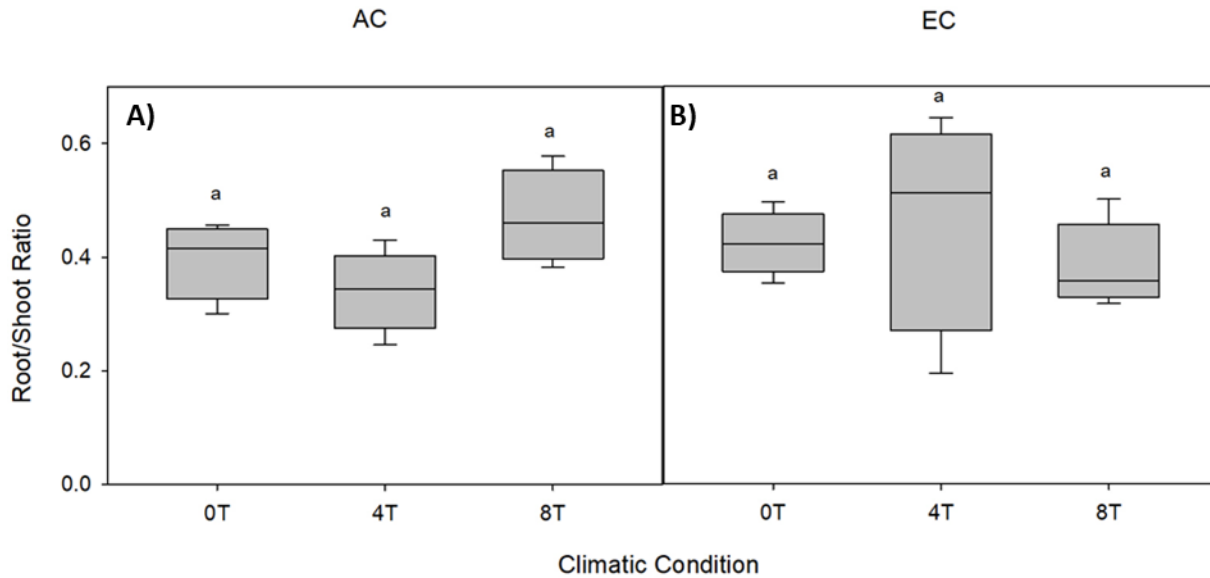 AC
EC
A)
B)
a
a
a
a
a
a
0.6
0.4
0.2
0.0
Root/Shoot Ratio
0T
4T
8T
0T
4T
8T
Climatic Condition